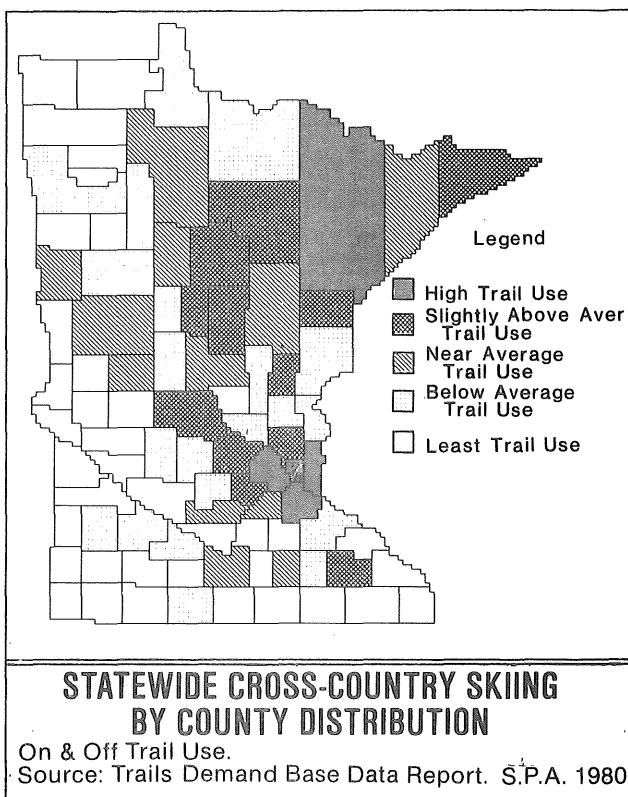 Legend
High Trail Use
Slightly Above Aver
Trail Use
Near Average
Trail Use
Below Average
Trail Use
Least Trail Use
STATEWIDE CROSS-COUNTRY SKIING
BY COUNTY DISTRIBUTION
On & Off Trail Use.
Source: Trails Demand Base Data Report. S.P.A. 1980